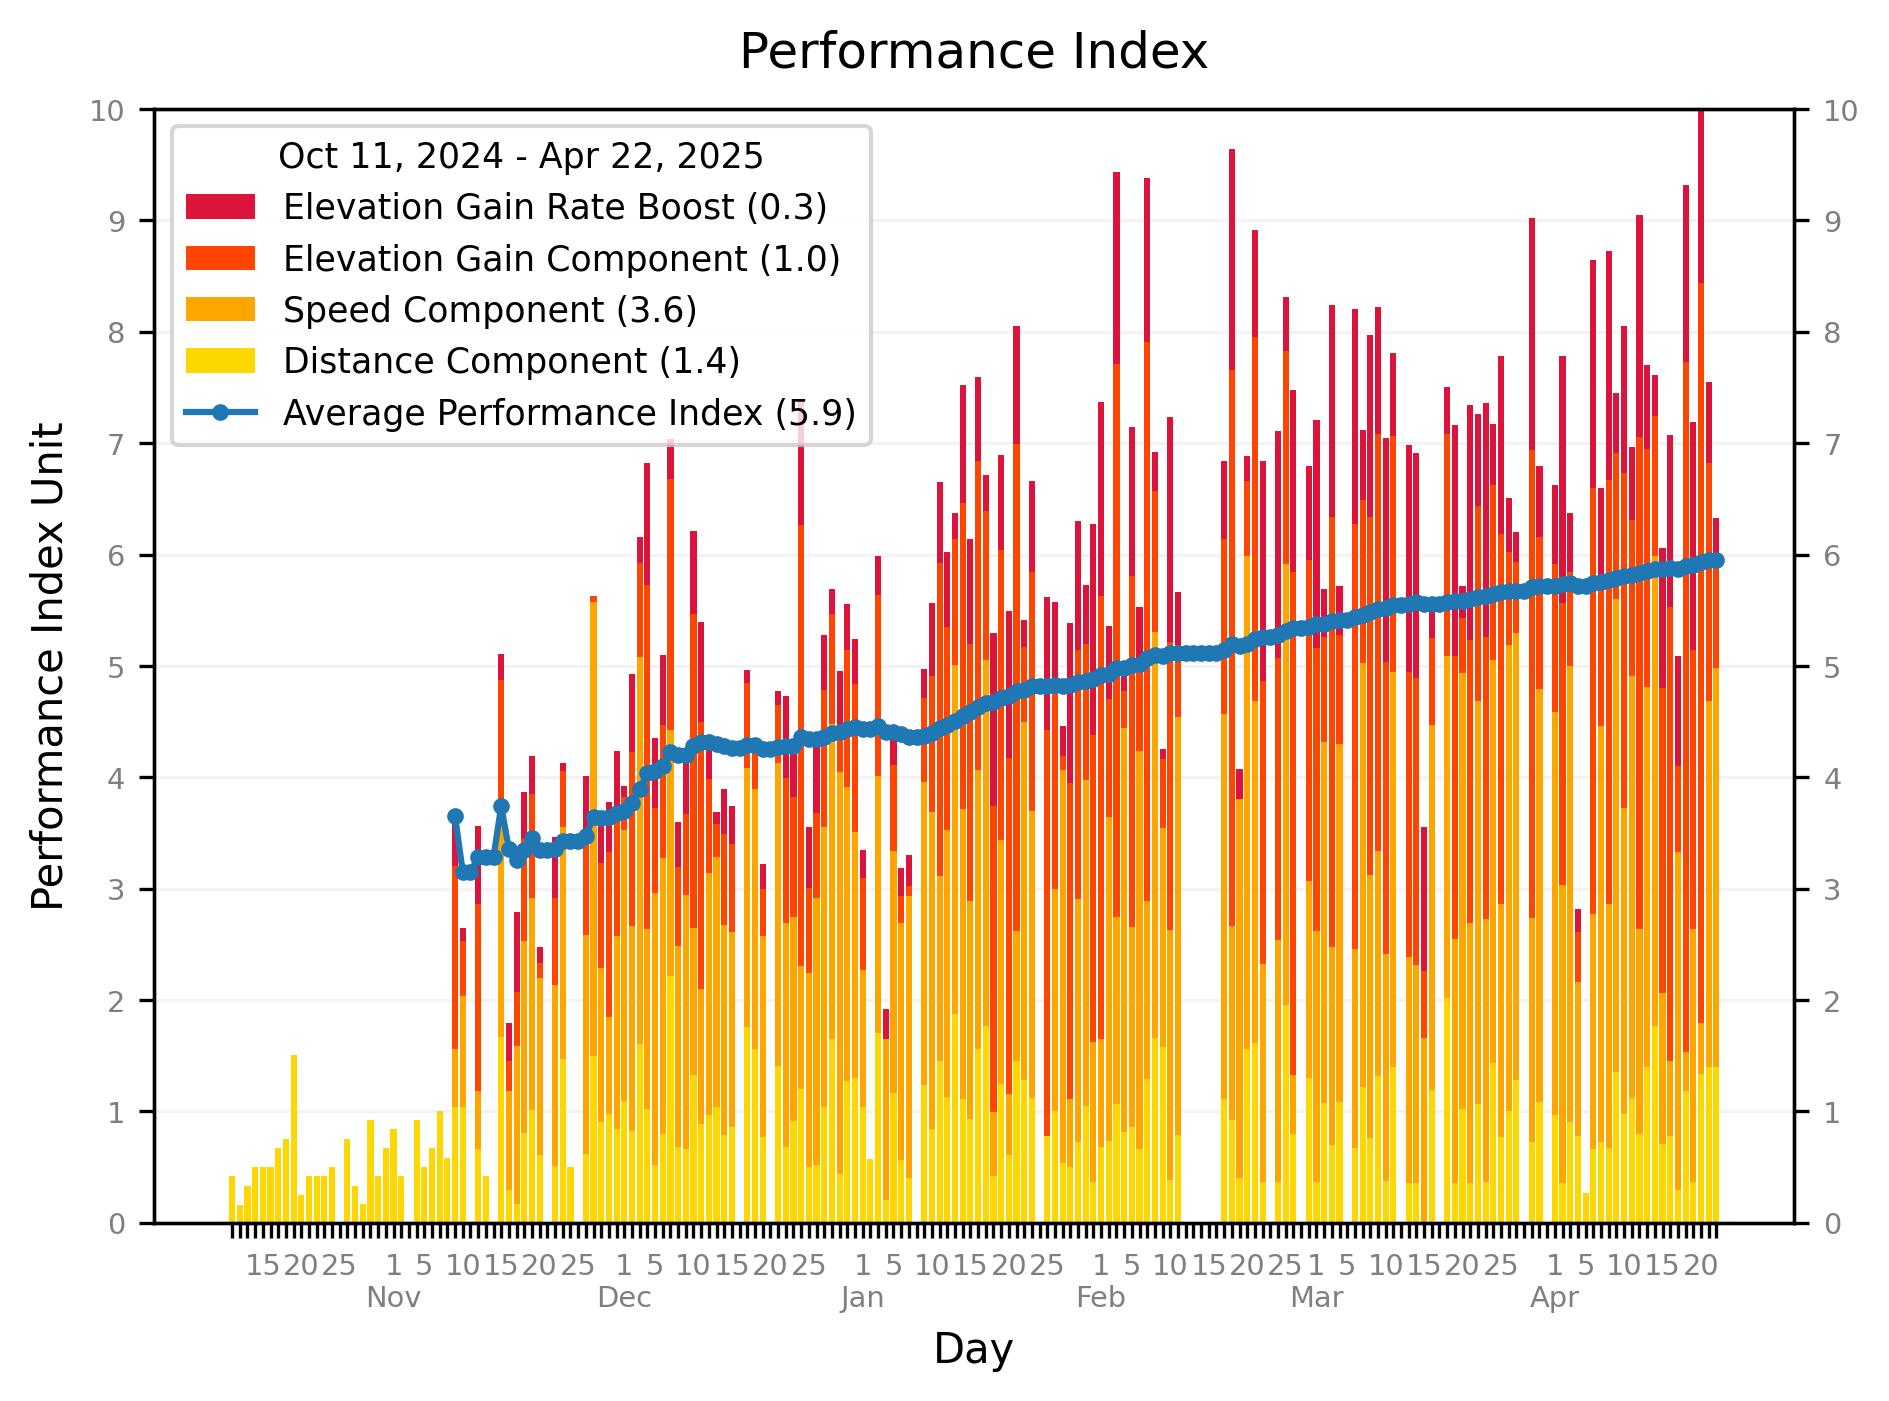 Performance Index
Oct 11, 2024 - Apr 22, 2025
Elevation Gain Rate Boost (0.3)
Elevation Gain Component (1.0)
Speed Component (3.6)
Distance Component (1.4)
Average Performance Index (5.9)
Performance Index Unit
10
9
8
7
6
5
4
3
2
1
0
10
9
8
7
6
5
4
3
2
1
0
15 20 25 1 5 10 15 20 25 1 5 10 15 20 25 1 5 10 15 20 25 1 5 10 15 20 25 1 5 10 15 20 25 1 5 10 15 20
Nov Dec Jan Feb Mar Apr
Day